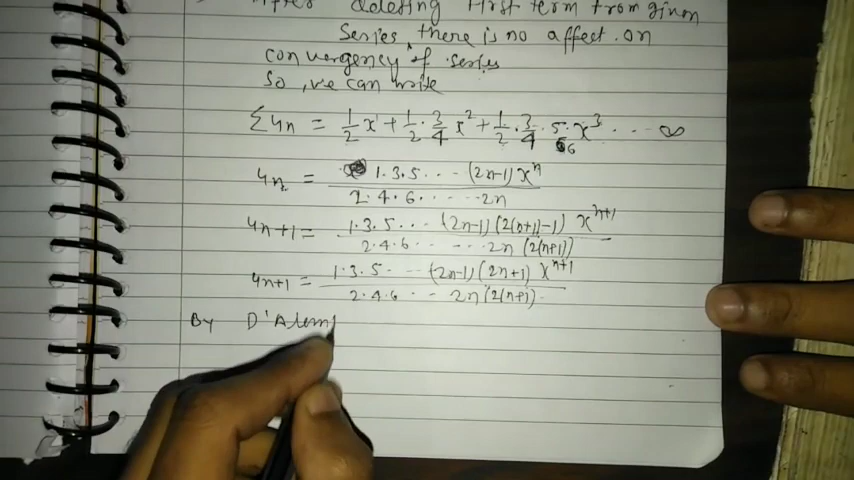 After deleting first term from given
series, there is no affect on
convergency of series
So, we can write
Σun = 1/2 x + 1/2 · 3/4 x² + 1/2 · 3/4 · 5/6 · x³ ... ∞
un = 1·3·5 ... (2n-1) x^n / 2·4·6 ... 2n
un+1 = 1·3·5 ... (2n-1) (2(n+1)-1) x^n+1 / 2·4·6 ... 2n (2(n+1))
un+1 = 1·3·5 ... (2n-1) (2n+1) x^n+1 / 2·4·6 ... 2n (2(n+1))
By D'Alem